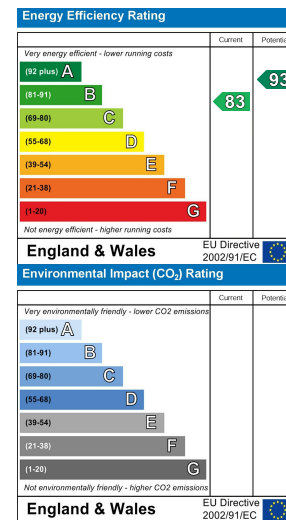 Energy Efficiency Rating
Current Potentia
Very energy efficient - lower running costs
(92 plus) A
93
(81-91) B
83
(69-80) C
(55-68) D
(39-54) E
(21-38) F
(1-20) G
Not energy efficient - higher running costs
England & Wales
EU Directive
2002/91/EC
Environmental Impact (CO₂) Rating
Current Potentia
Very environmentally friendly - lower CO2 emissions
(92 plus) A
(81-91) B
(69-80) C
(55-68) D
(39-54) E
(21-38) F
(1-20) G
Not environmentally friendly - higher CO2 emissions
England & Wales
EU Directive
2002/91/EC